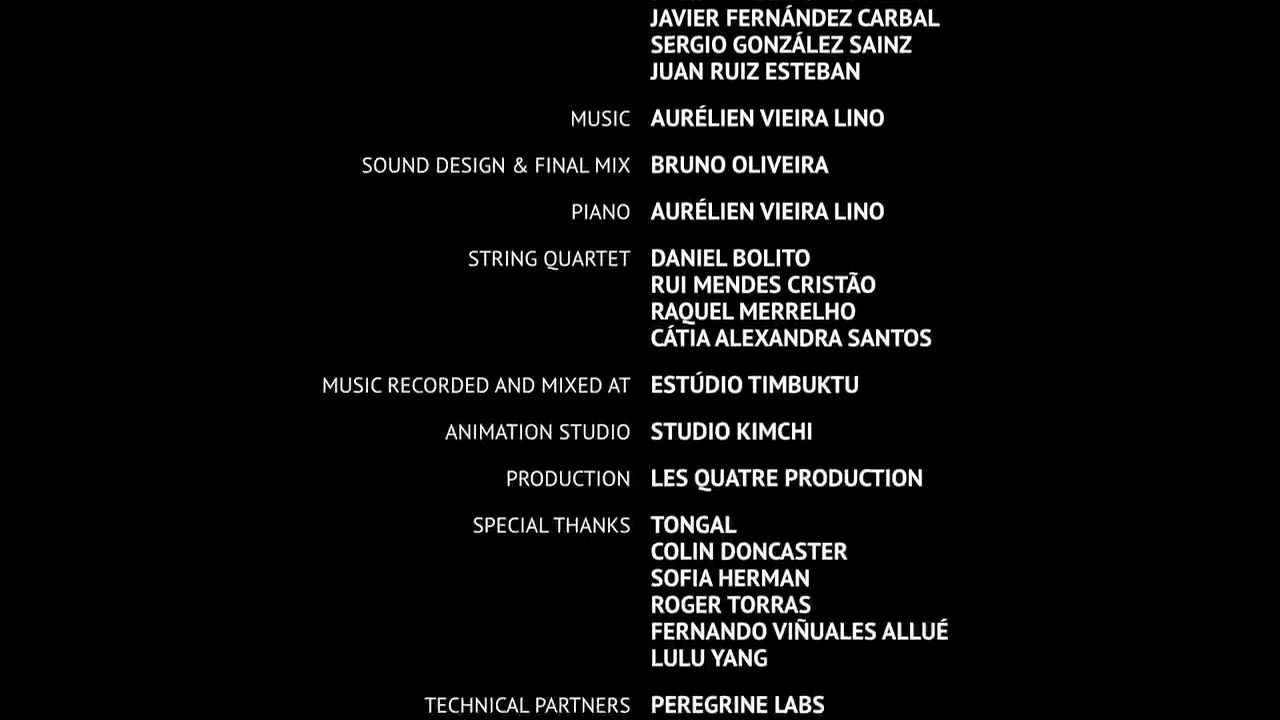 JAVIER FERNÁNDEZ CARBAL
SERGIO GONZÁLEZ SAINZ
JUAN RUIZ ESTEBAN
MUSIC AURÉLIEN VIEIRA LINO
SOUND DESIGN & FINAL MIX BRUNO OLIVEIRA
PIANO AURÉLIEN VIEIRA LINO
STRING QUARTET DANIEL BOLITO
RUI MENDES CRISTÃO
RAQUEL MERRELHO
CÁTIA ALEXANDRA SANTOS
MUSIC RECORDED AND MIXED AT ESTÚDIO TIMBUKTU
ANIMATION STUDIO STUDIO KIMCHI
PRODUCTION LES QUATRE PRODUCTION
SPECIAL THANKS TONGAL
COLIN DONCASTER
SOFIA HERMAN
ROGER TORRAS
FERNANDO VIÑUALES ALLUÉ
LULU YANG
TECHNICAL PARTNERS PEREGRINE LABS